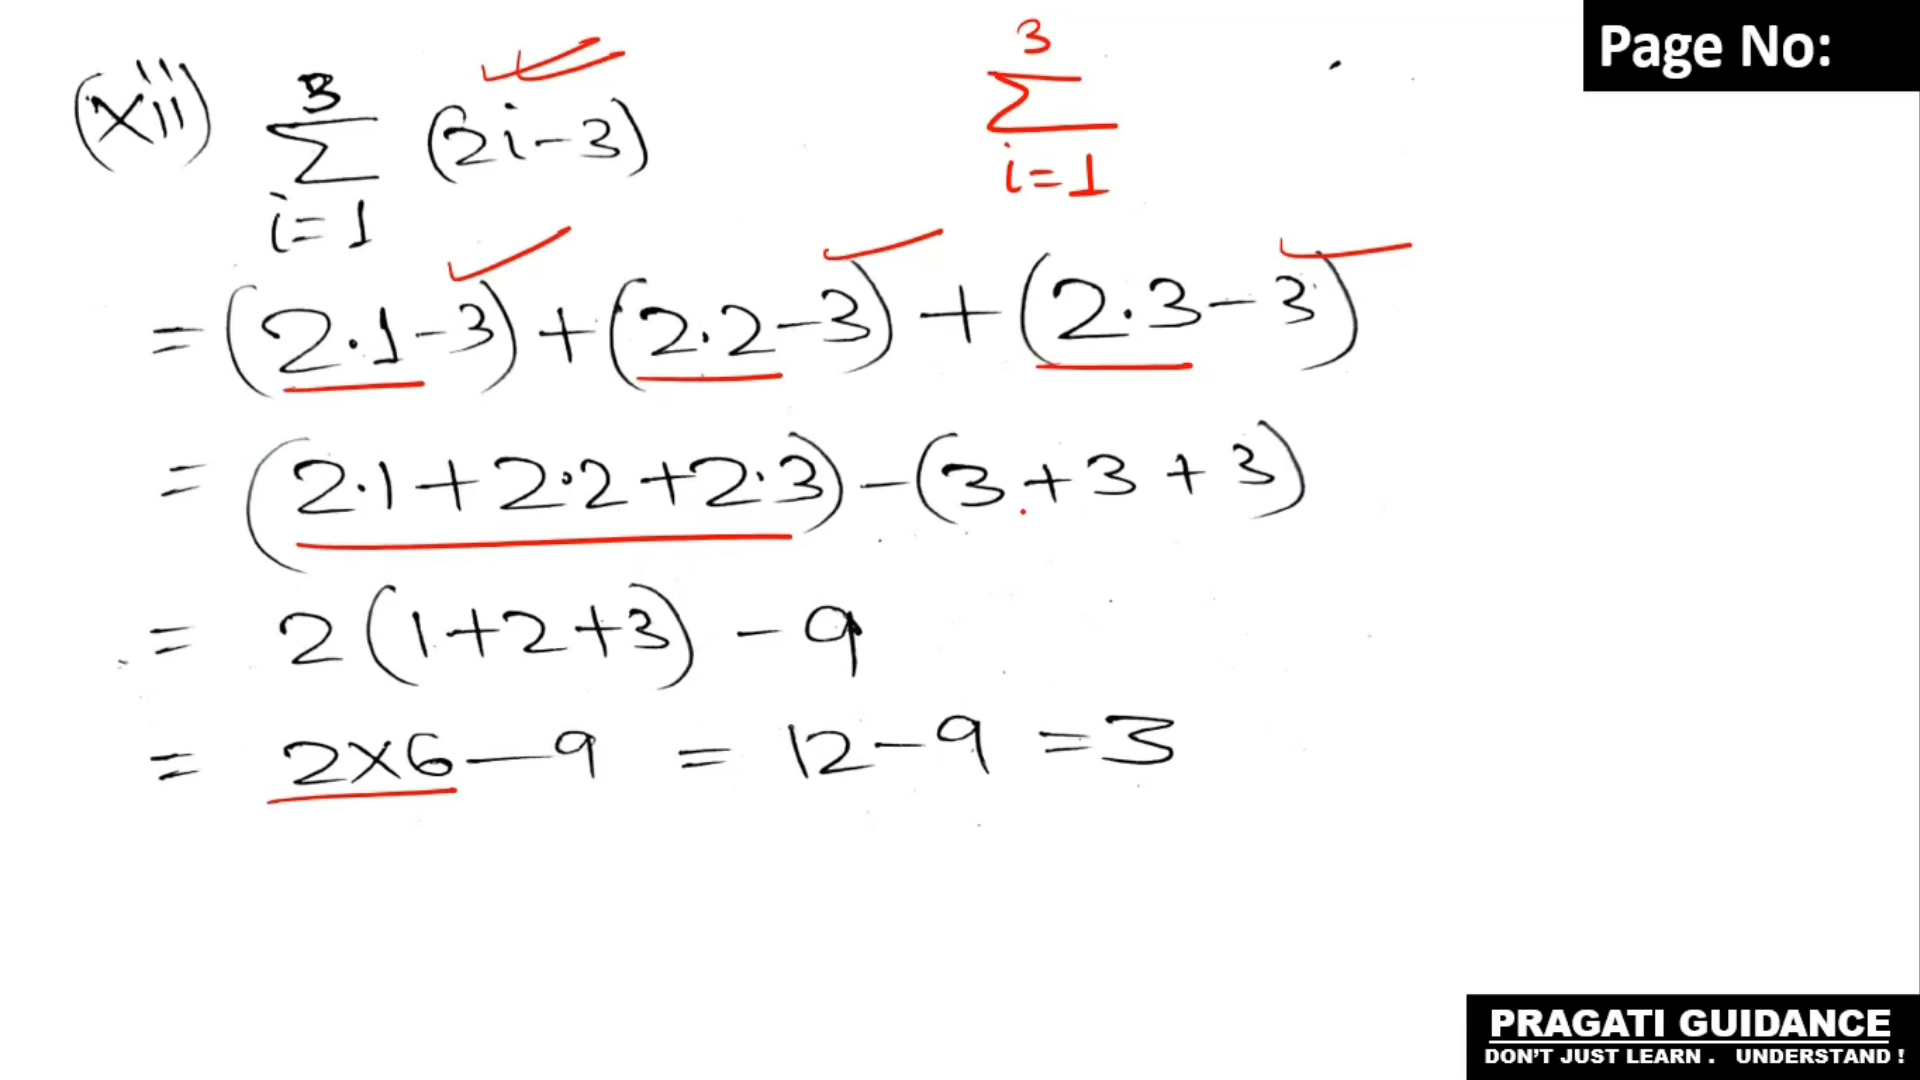 Page No:
(xii) 3
∑ (2i-3)
i=1
3
∑
i=1
= (2·1-3)+(2·2-3)+(2·3-3)
= (2·1+2·2+2·3)-(3+3+3)
= 2(1+2+3)-9
= 2×6-9 = 12-9 =3
PRAGATI GUIDANCE
DON'T JUST LEARN . UNDERSTAND !